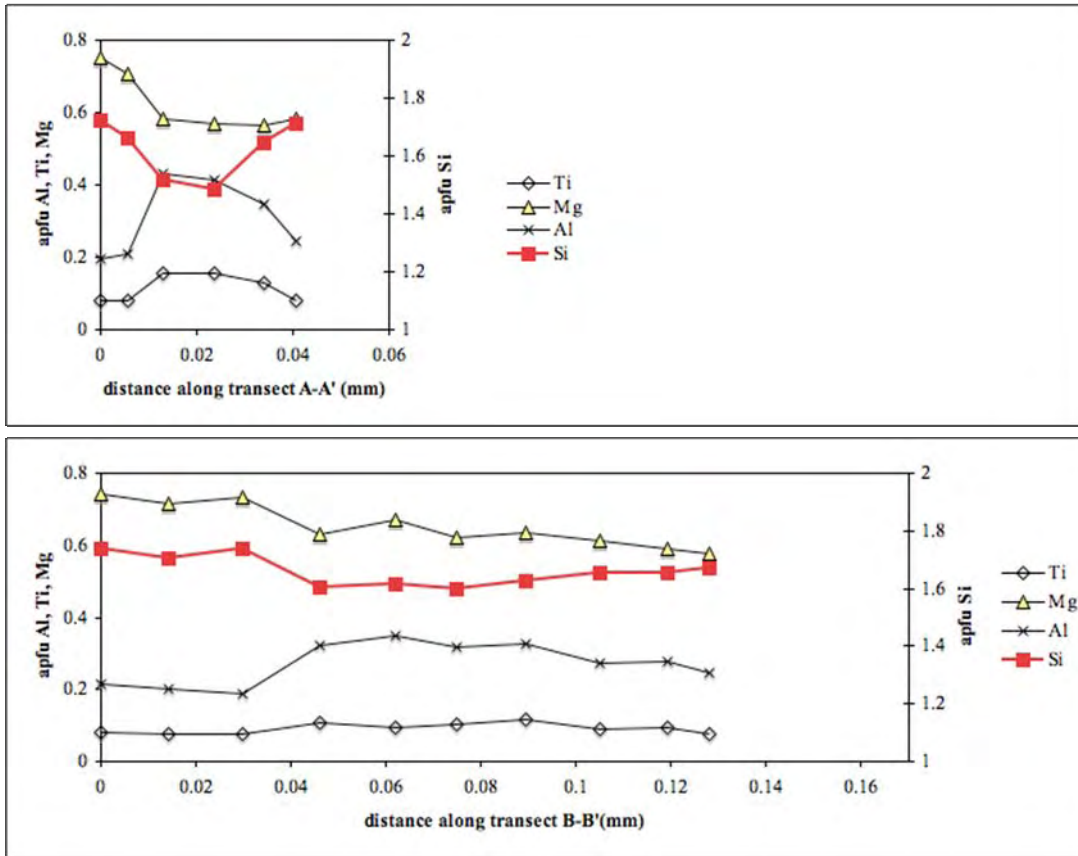 0.8
0.6
0.4
0.2
0
apfu Al, Ti, Mg
2
1.8
1.6
1.4
1.2
1
apfu Si
0 0.02 0.04 0.06
distance along transect A-A' (mm)
Ti
Mg
Al
Si
0.8
0.6
0.4
0.2
0
apfu Al, Ti, Mg
2
1.8
1.6
1.4
1.2
1
apfu Si
0 0.02 0.04 0.06 0.08 0.1 0.12 0.14 0.16
distance along transect B-B'(mm)
Ti
Mg
Al
Si